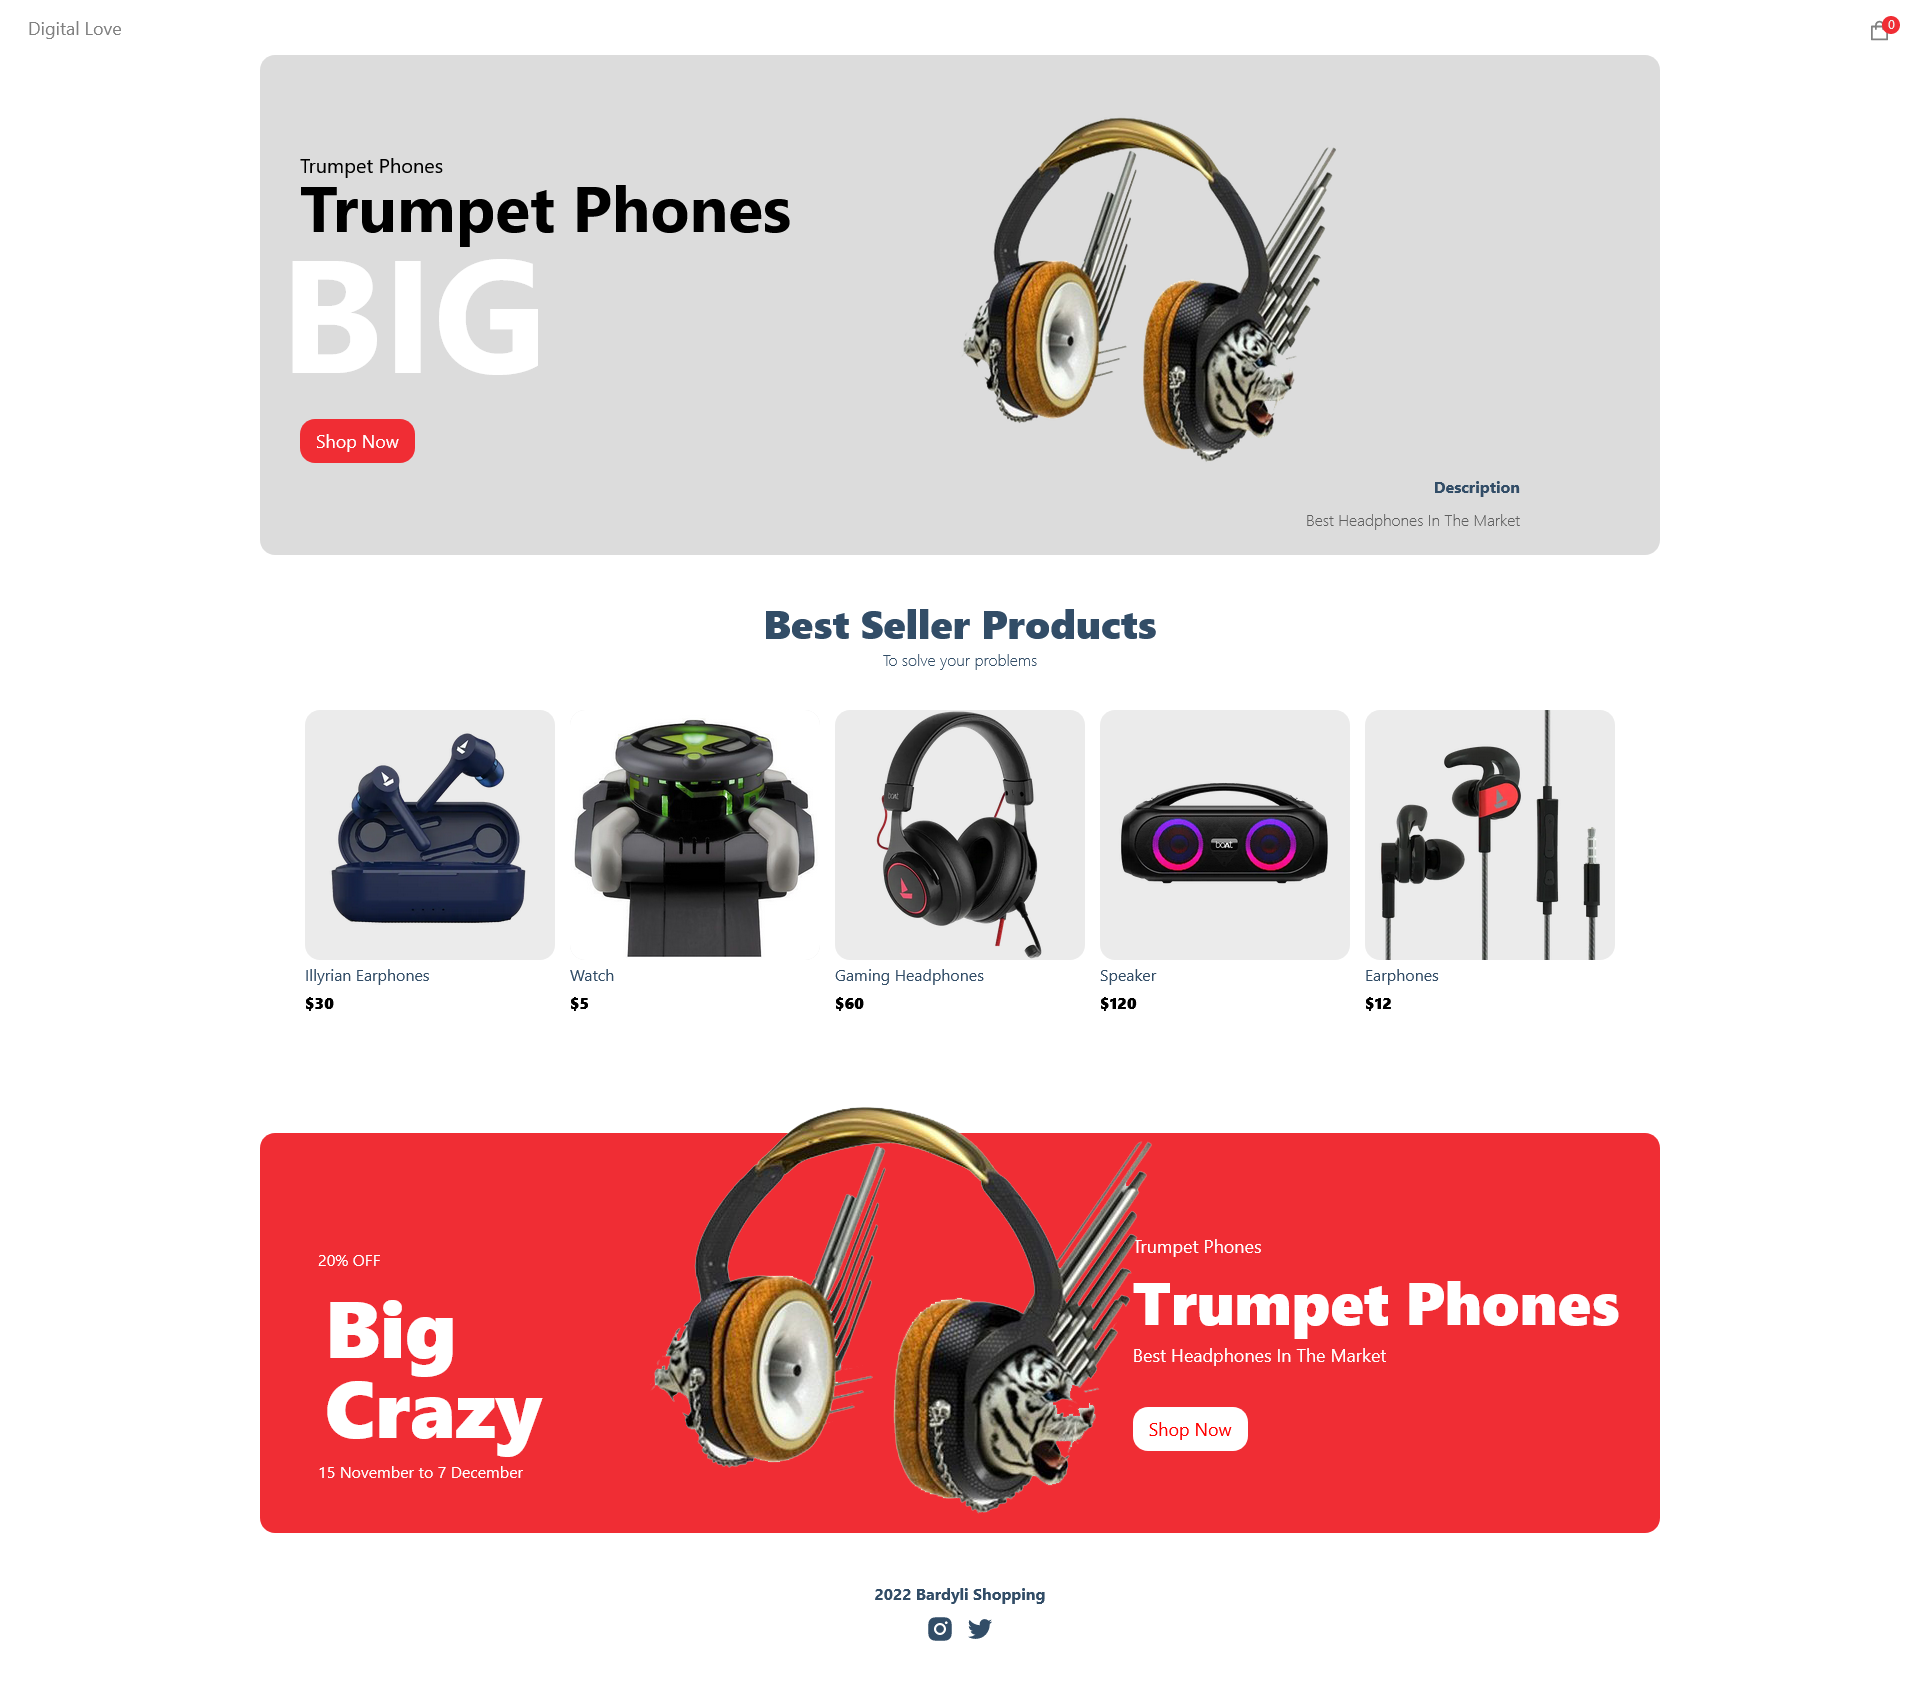 Digital Love
0
Trumpet Phones
Trumpet Phones
BIG
Shop Now
Description
Best Headphones In The Market
Best Seller Products
To solve your problems
Illyrian Earphones
$30
Watch
$5
Gaming Headphones
$60
Speaker
$120
Earphones
$12
20% OFF
Big
Crazy
15 November to 7 December
Trumpet Phones
Trumpet Phones
Best Headphones In The Market
Shop Now
2022 Bardyli Shopping